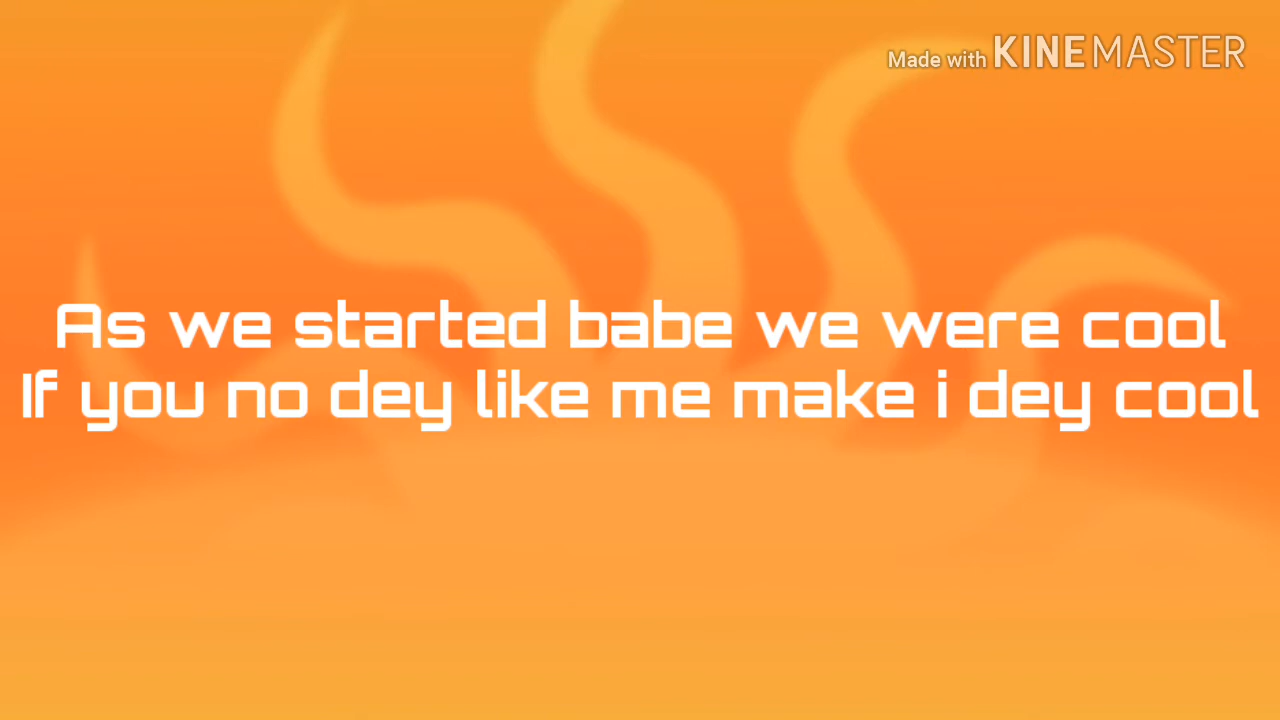 Made with KINEMASTER
As we started babe we were cool
If you no dey like me make i dey cool